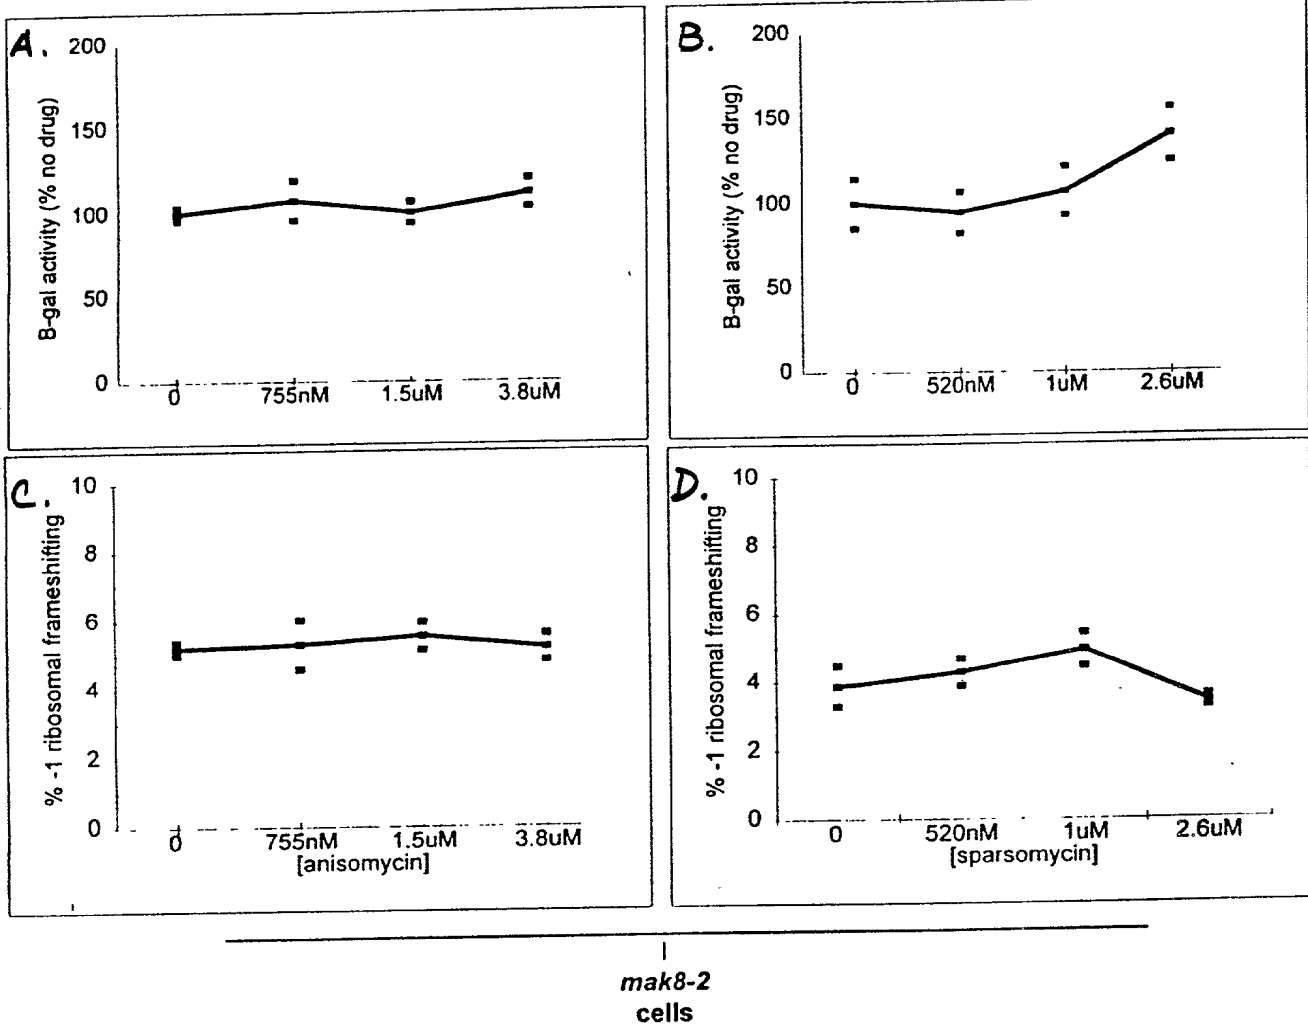 A.
B-gal activity (% no drug)
200
150
100
50
0
0 755nM 1.5uM 3.8uM
B.
B-gal activity (% no drug)
200
150
100
50
0
0 520nM 1uM 2.6uM
C.
% -1 ribosomal frameshifting
10
8
6
4
2
0
0 755nM 1.5uM 3.8uM
[anisomycin]
D.
% -1 ribosomal frameshifting
10
8
6
4
2
0
0 520nM 1uM 2.6uM
[sparsomycin]
mak8-2
cells